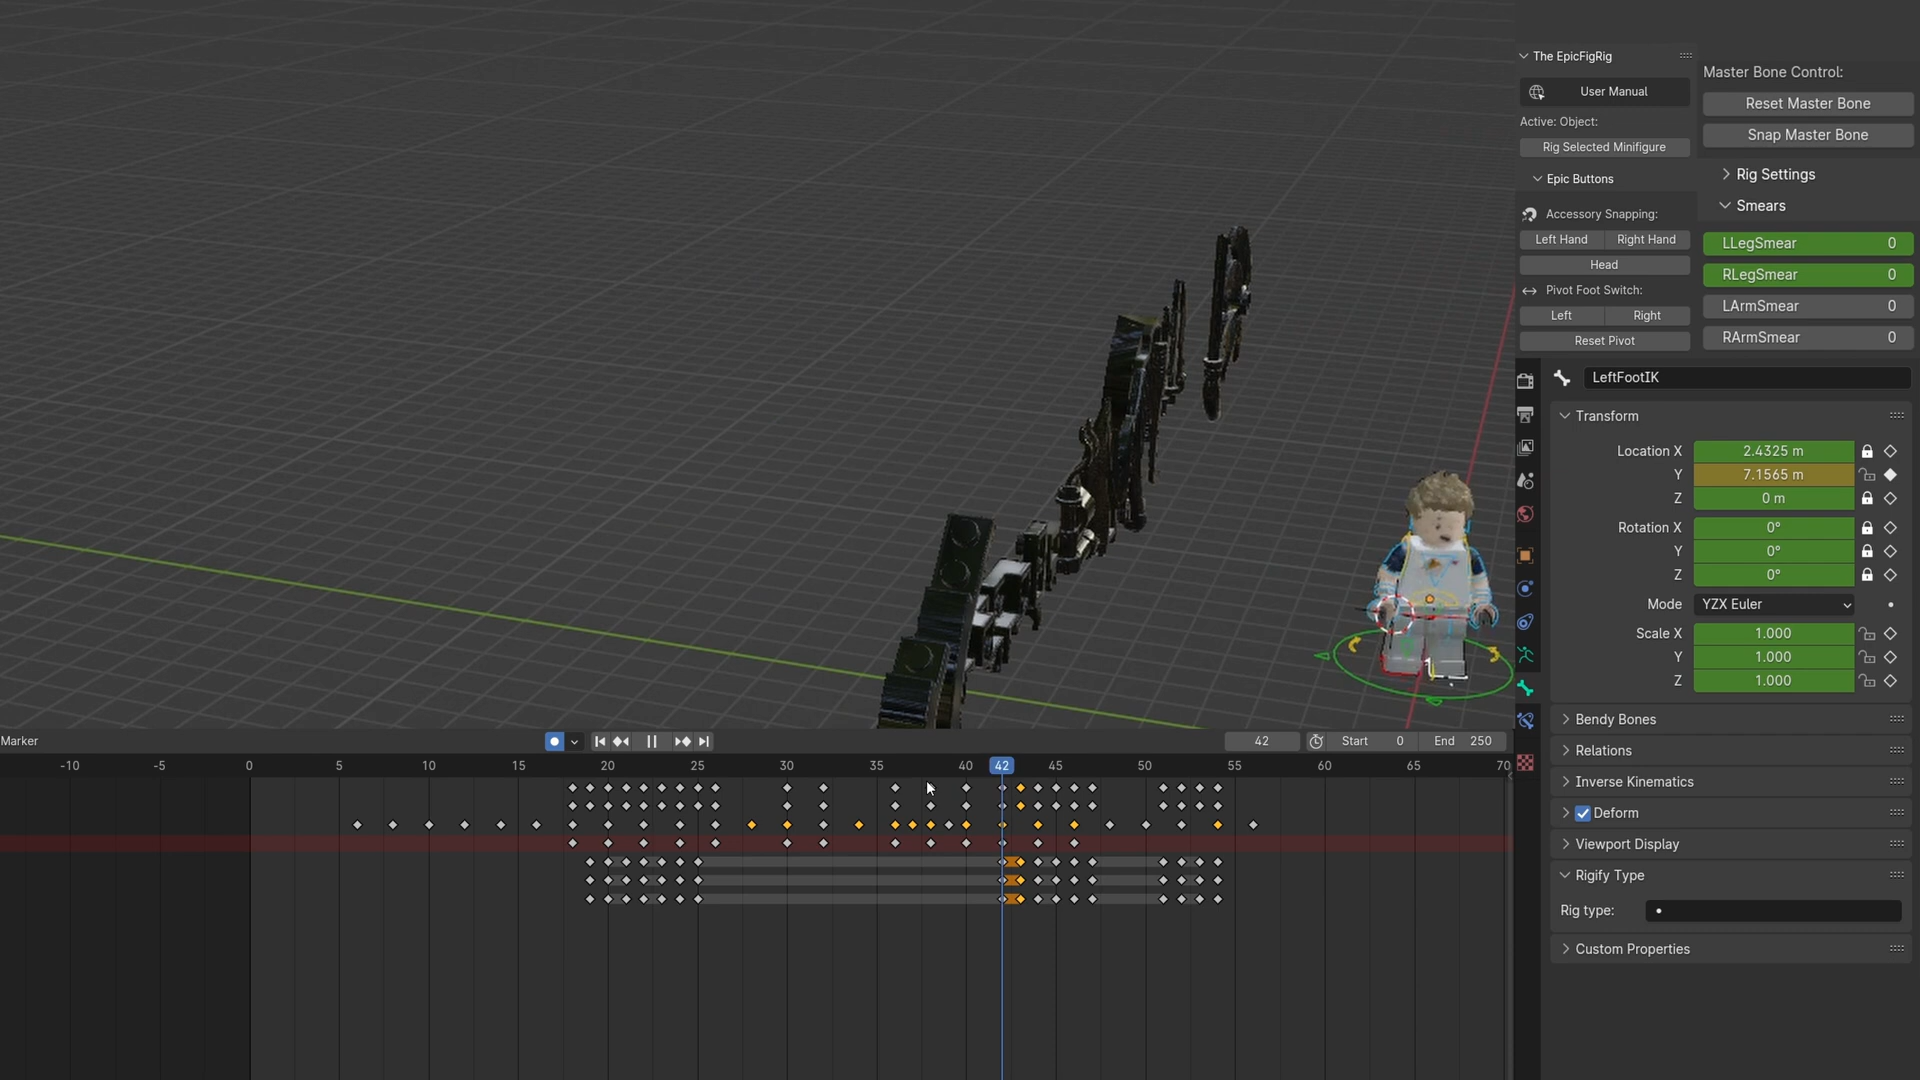 The EpicFigRig
User Manual
Active: Object:
Rig Selected Minifigure
Epic Buttons
Accessory Snapping:
Left Hand Right Hand
Head
Pivot Foot Switch:
Left Right
Reset Pivot
Master Bone Control:
Reset Master Bone
Snap Master Bone
Rig Settings
Smears
LLegSmear 0
RLegSmear 0
LArmSmear 0
RArmSmear 0
LeftFootIK
Transform
Location X 2.4325 m
Y 7.1565 m
Z 0 m
Rotation X 0°
Y 0°
Z 0°
Mode YZX Euler
Scale X 1.000
Y 1.000
Z 1.000
Bendy Bones
Relations
Inverse Kinematics
Deform
Viewport Display
Rigify Type
Rig type:
Custom Properties
Marker 42 Start 0 End 250
-10 -5 0 5 10 15 20 25 30 35 40 42 45 50 55 60 65 70